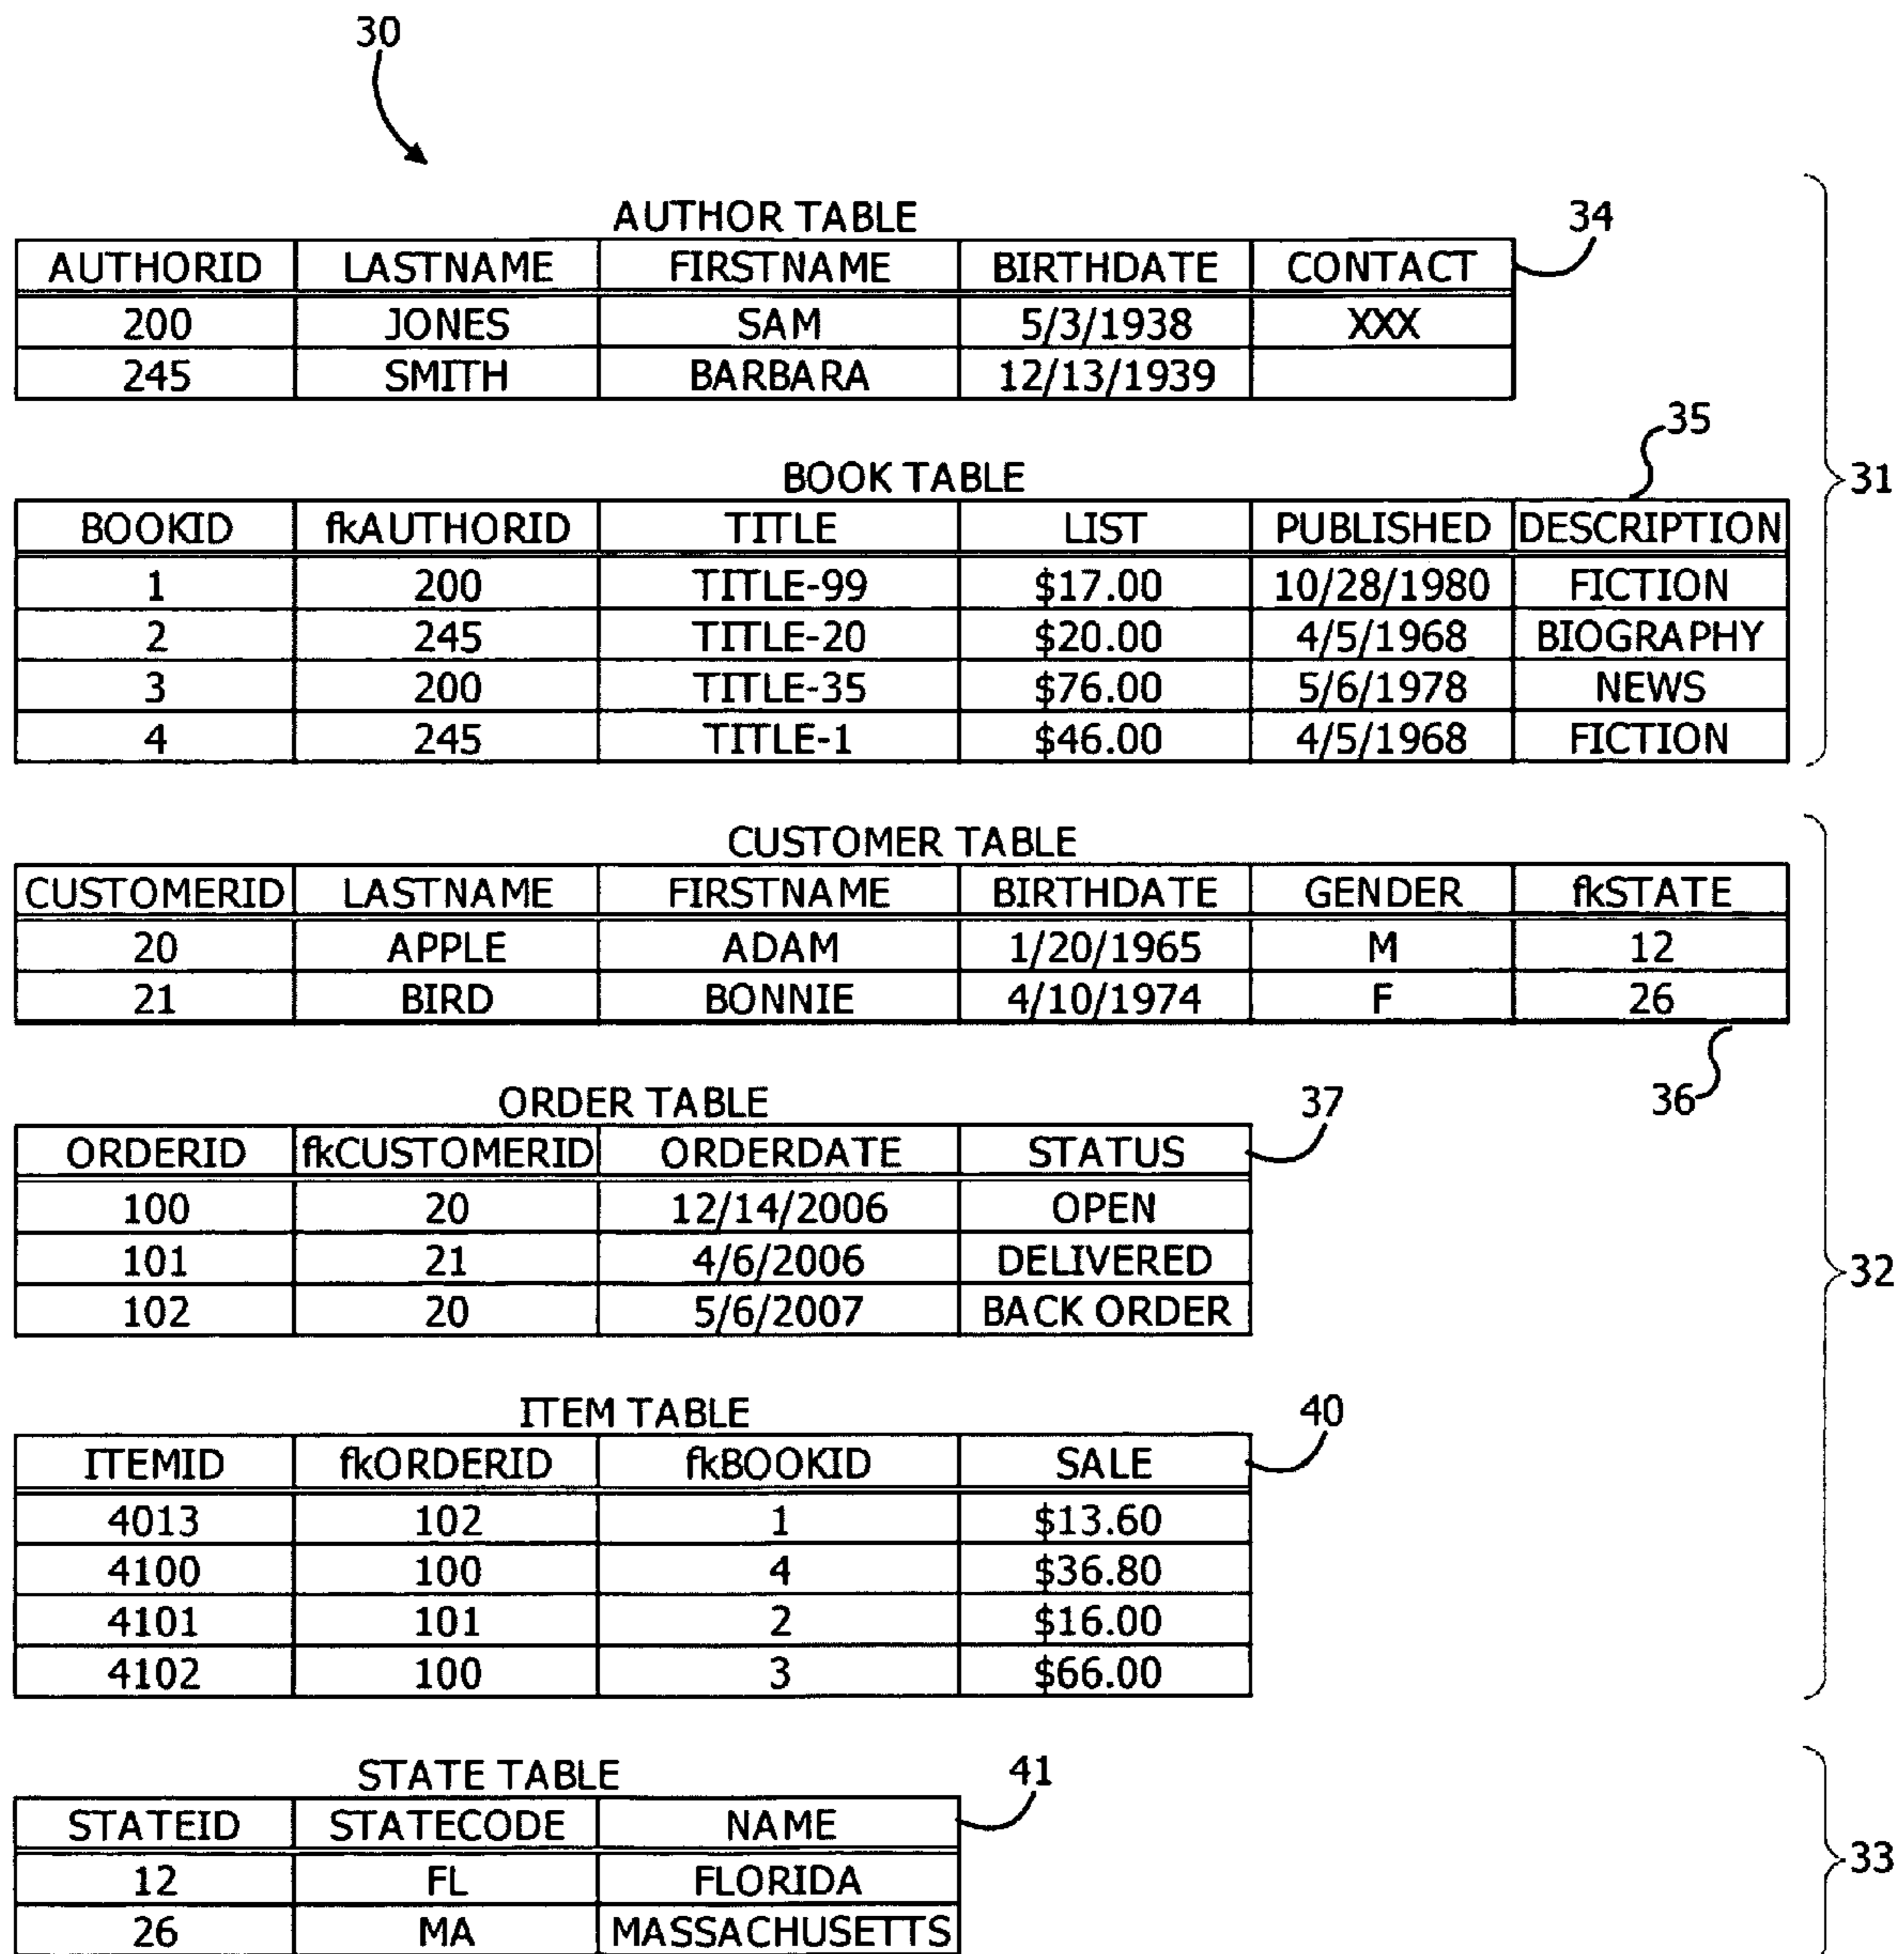 30
AUTHOR TABLE
34
AUTHORID LASTNAME FIRSTNAME BIRTHDATE CONTACT
200 JONES SAM 5/3/1938 XXX
245 SMITH BARBARA 12/13/1939
35
BOOK TABLE
31
BOOKID fkAUTHORID TITLE LIST PUBLISHED DESCRIPTION
1 200 TITLE-99 $17.00 10/28/1980 FICTION
2 245 TITLE-20 $20.00 4/5/1968 BIOGRAPHY
3 200 TITLE-35 $76.00 5/6/1978 NEWS
4 245 TITLE-1 $46.00 4/5/1968 FICTION
CUSTOMER TABLE
CUSTOMERID LASTNAME FIRSTNAME BIRTHDATE GENDER fkSTATE
20 APPLE ADAM 1/20/1965 M 12
21 BIRD BONNIE 4/10/1974 F 26
36
ORDER TABLE
37
ORDERID fkCUSTOMERID ORDERDATE STATUS
100 20 12/14/2006 OPEN
101 21 4/6/2006 DELIVERED
32
102 20 5/6/2007 BACK ORDER
ITEM TABLE
40
ITEMID fkORDERID fkBOOKID SALE
4013 102 1 $13.60
4100 100 4 $36.80
4101 101 2 $16.00
4102 100 3 $66.00
STATE TABLE
41
STATEID STATECODE NAME
12 FL FLORIDA
33
26 MA MASSACHUSETTS